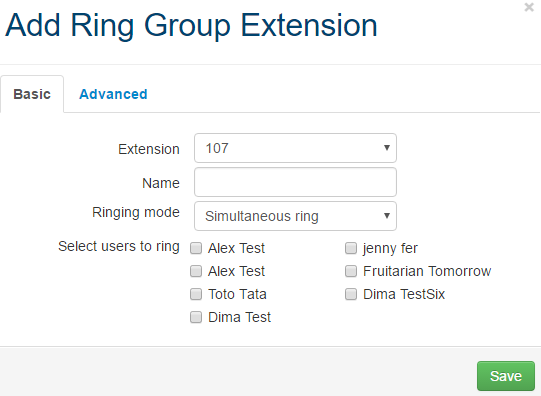 Add Ring Group Extension
×
Basic Advanced
Extension 107
Name
Ringing mode Simultaneous ring
Select users to ring Alex Test jenny fer
Alex Test Fruitarian Tomorrow
Toto Tata Dima TestSix
Dima Test
Save